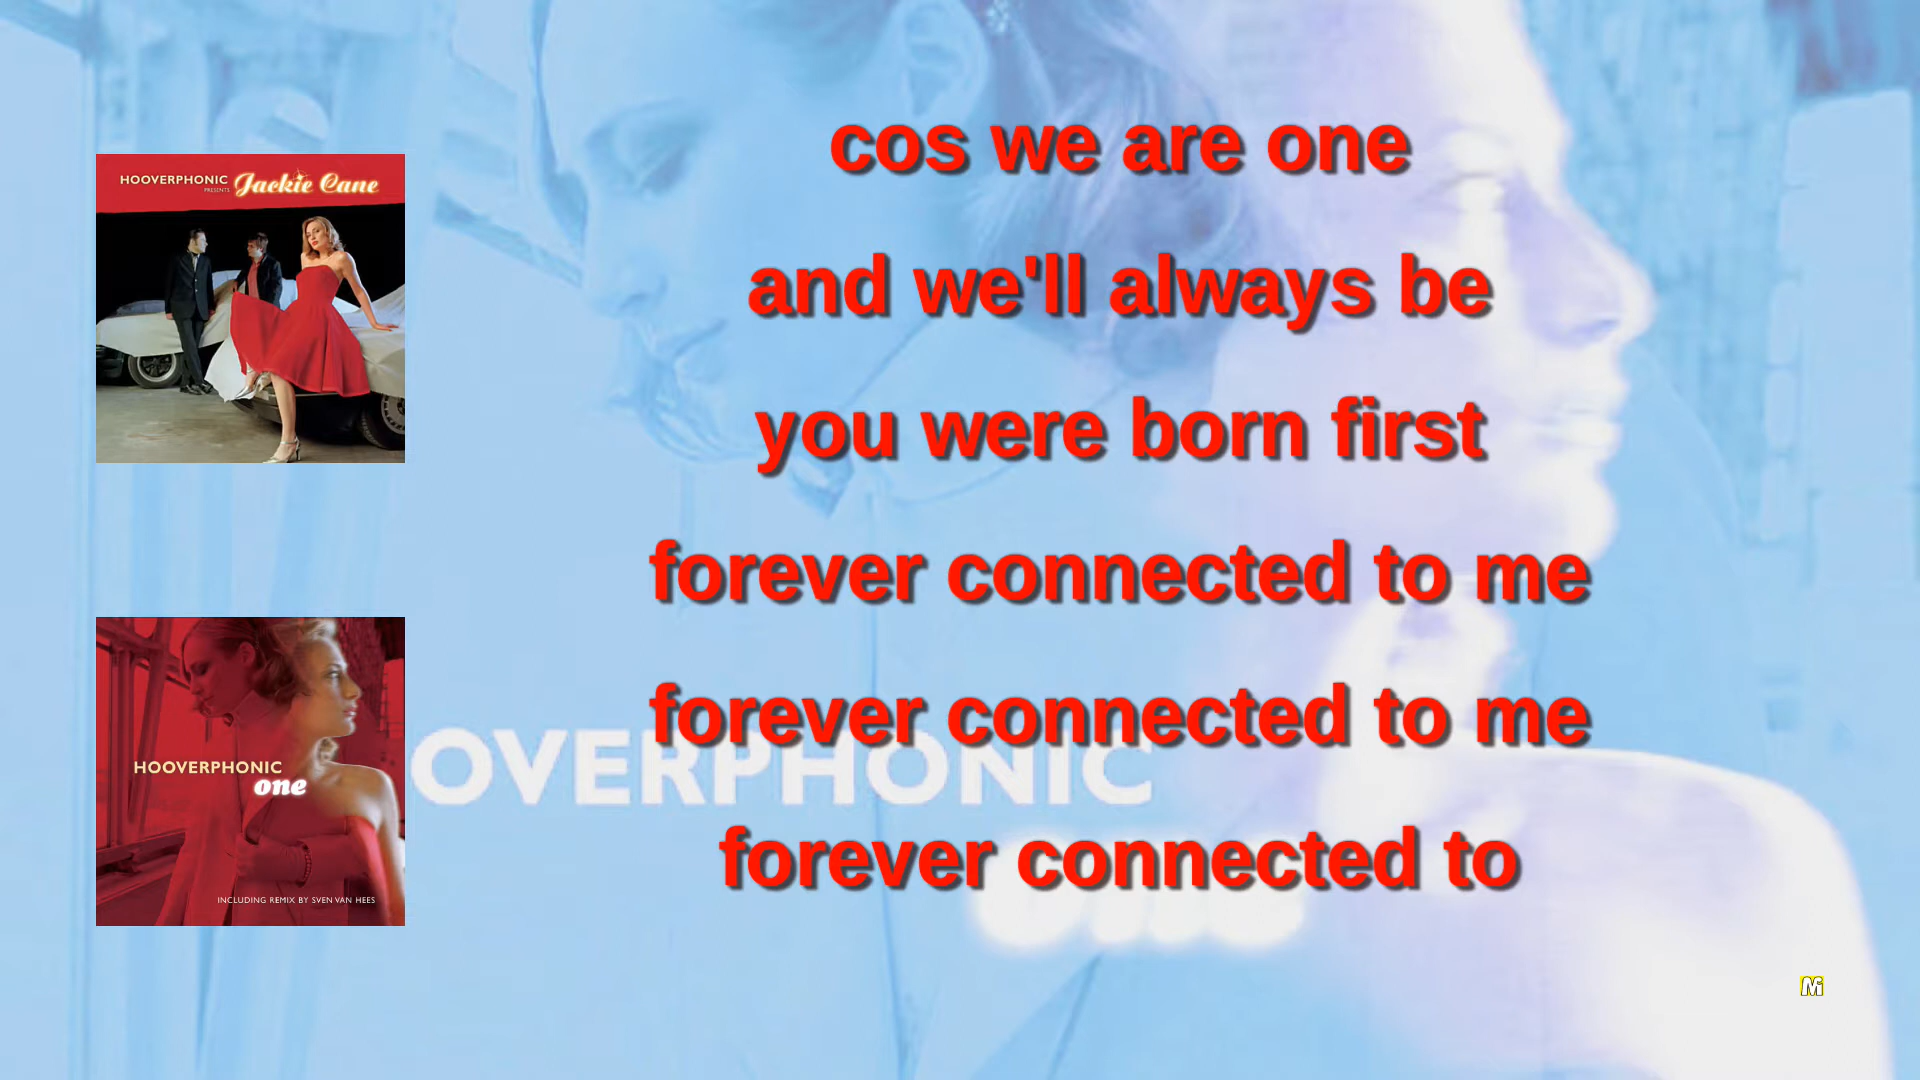 HOOVERPHONIC
PRESENTS
Jackie Cane
cos we are one
and we'll always be
you were born first
forever connected to me
forever connected to me
forever connected to
HOOVERPHONIC
one
INCLUDING REMIX BY SVEN VAN HEES
OVERPHONIC
one
M